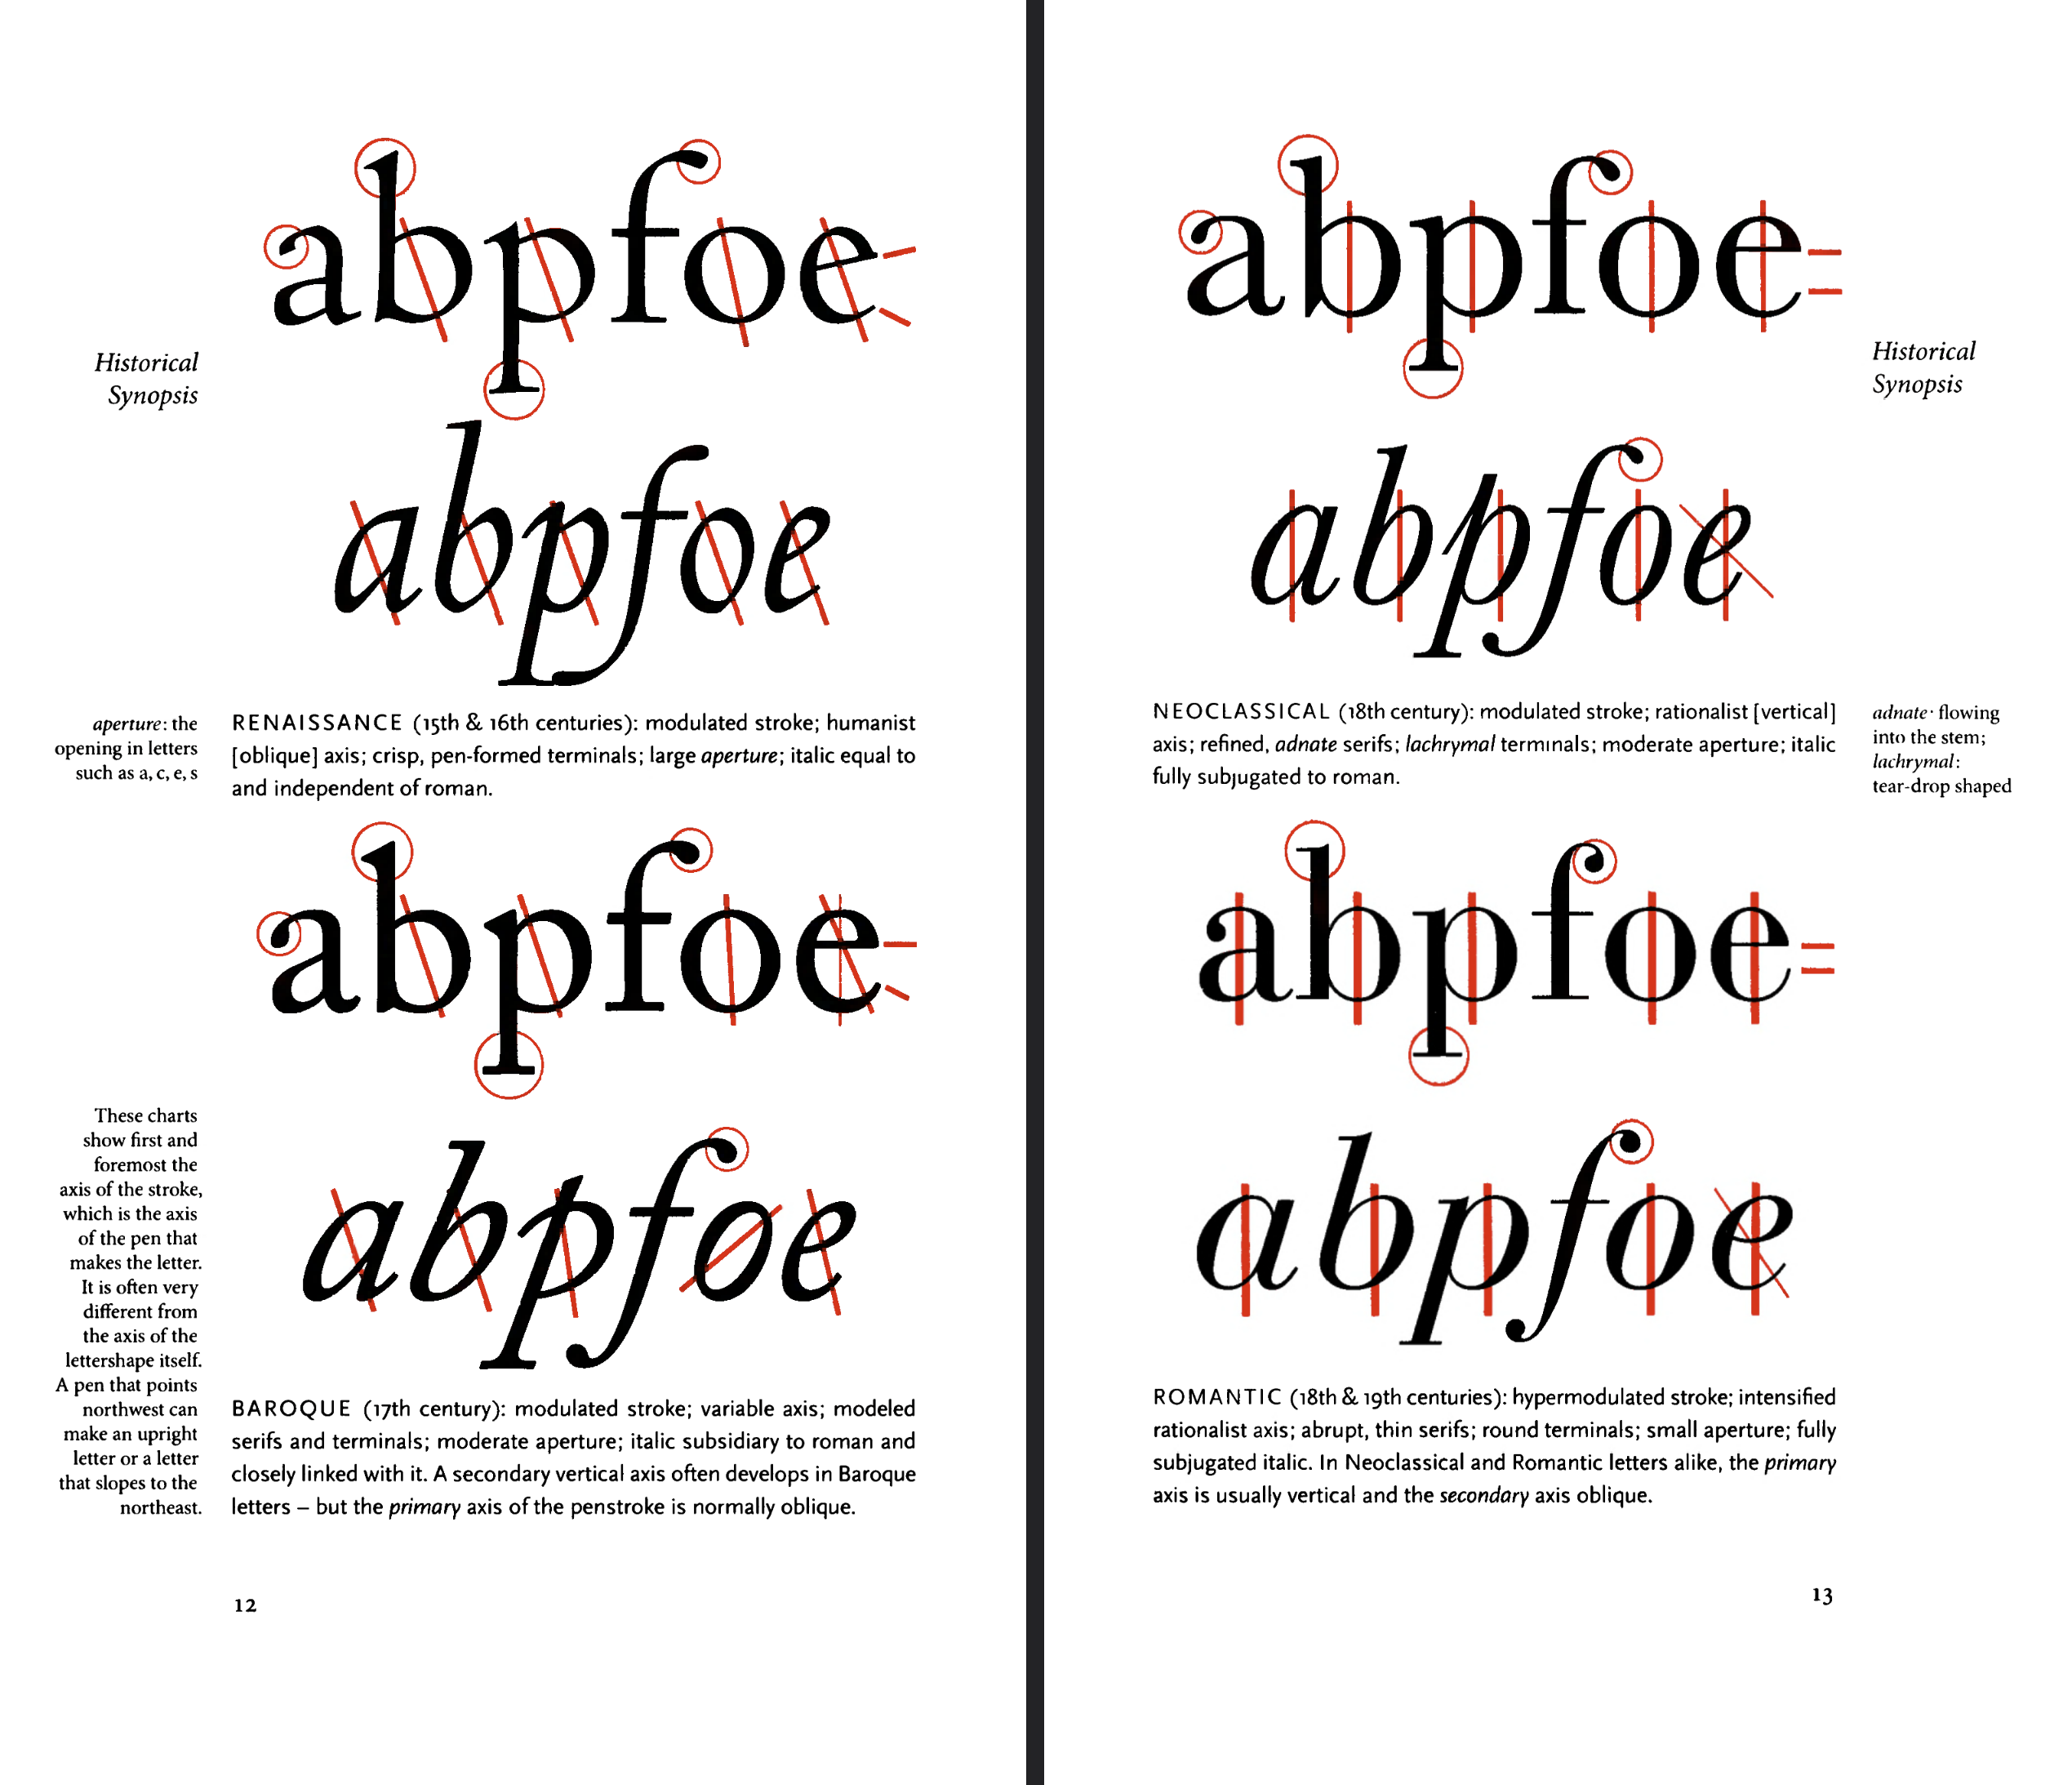 abpfoe
Historical
Synopsis
abpfoe
aperture: the
opening in letters
such as a, c, e, s
RENAISSANCE (15th & 16th centuries): modulated stroke; humanist
[oblique] axis; crisp, pen-formed terminals; large aperture; italic equal to
and independent of roman.
abpfoe
abpfoe
These charts
show first and
foremost the
axis of the stroke,
which is the axis
of the pen that
makes the letter.
It is often very
different from
the axis of the
lettershape itself.
A pen that points
northwest can
make an upright
letter or a letter
that slopes to the
northeast.
BAROQUE (17th century): modulated stroke; variable axis; modeled
serifs and terminals; moderate aperture; italic subsidiary to roman and
closely linked with it. A secondary vertical axis often develops in Baroque
letters – but the primary axis of the penstroke is normally oblique.
12
abpfoe
Historical
Synopsis
abpfoe
NEOCLASSICAL (18th century): modulated stroke; rationalist [vertical]
axis; refined, adnate serifs; lachrymal terminals; moderate aperture; italic
fully subjugated to roman.
adnate· flowing
into the stem;
lachrymal:
tear-drop shaped
abpfoe
abpfoe
ROMANTIC (18th & 19th centuries): hypermodulated stroke; intensified
rationalist axis; abrupt, thin serifs; round terminals; small aperture; fully
subjugated italic. In Neoclassical and Romantic letters alike, the primary
axis is usually vertical and the secondary axis oblique.
13